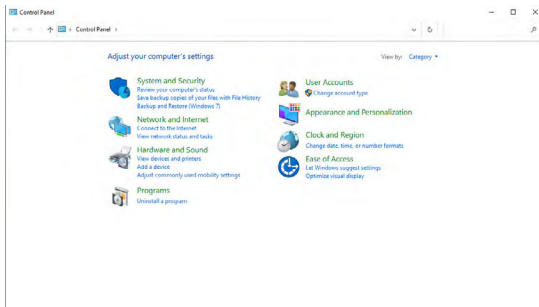 Control Panel
Control Panel
Adjust your computer's settings
View by: Category
System and Security
Review your computer's status
Save backup copies of your files with File History
Backup and Restore (Windows 7)
Network and Internet
Connect to the Internet
View network status and tasks
Hardware and Sound
View devices and printers
Add a device
Adjust commonly used mobility settings
Programs
Uninstall a program
User Accounts
Change account type
Appearance and Personalization
Clock and Region
Change date, time, or number formats
Ease of Access
Let Windows suggest settings
Optimize visual display